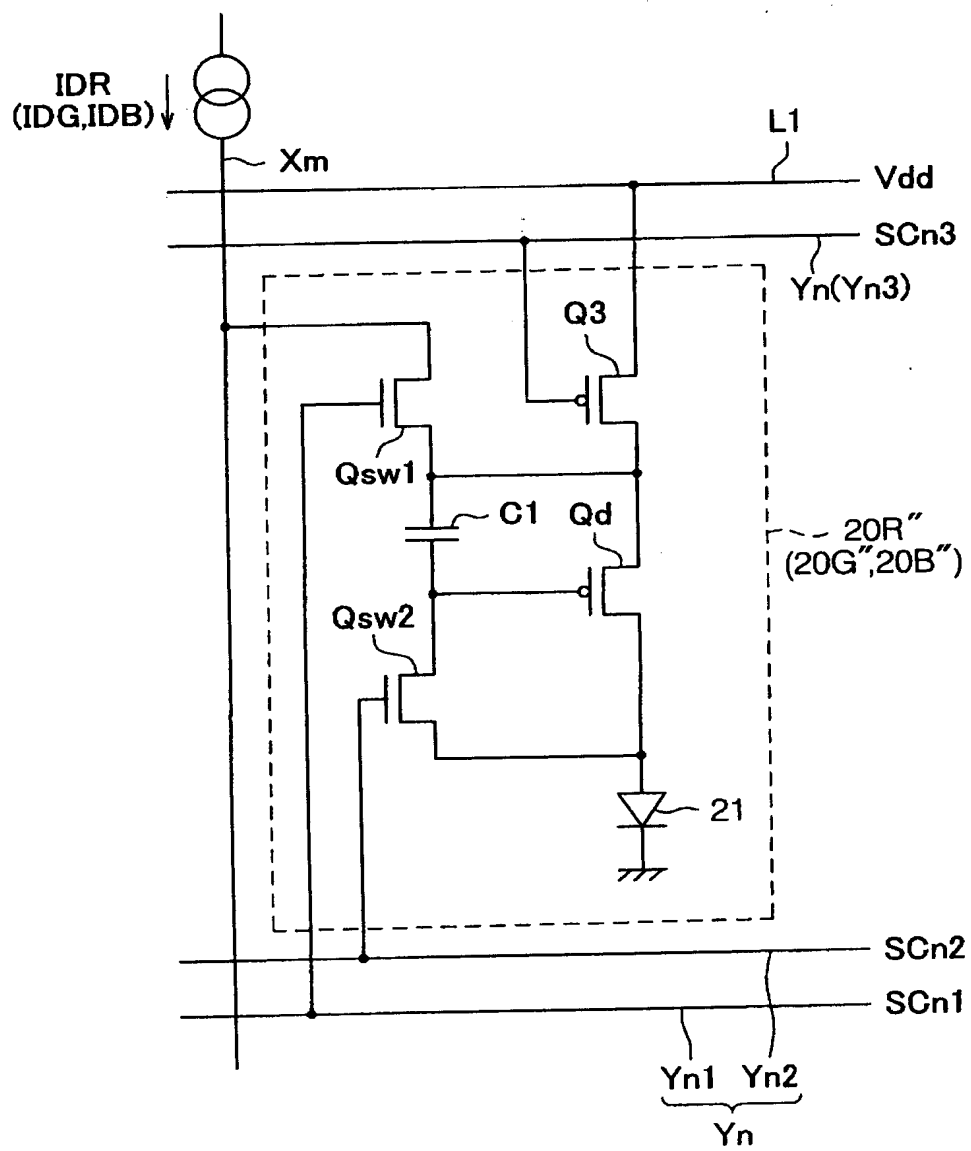 IDR
(IDG,IDB)
Xm
L1
Vdd
SCn3
Yn(Yn3)
Q3
Qsw1
C1
Qd
20R″
(20G″,20B″)
Qsw2
21
SCn2
SCn1
Yn1 Yn2
Yn